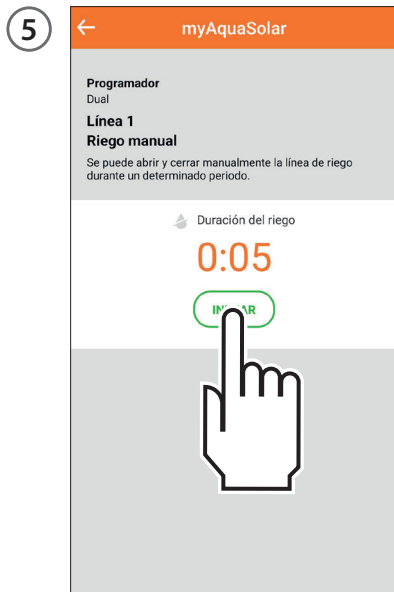 5
myAquaSolar
Programador
Dual
Línea 1
Riego manual
Se puede abrir y cerrar manualmente la línea de riego
durante un determinado periodo.
Duración del riego
0:05